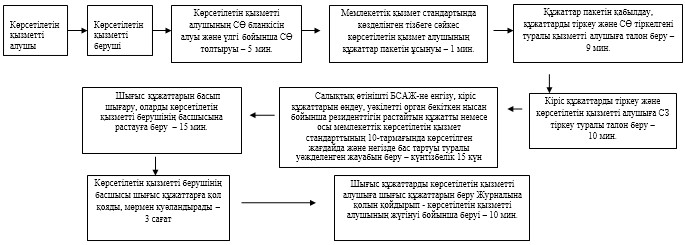 Көрсетілетін
қызметті
алушы
Көрсетілетін
қызметті
беруші
Көрсетілетін қызметті
алушының СӨ бланкісін
алуы және үлгі бойынша СӨ
толтыруы – 5 мин.
Мемлекеттік қызмет стандартында
көзделінген тізбеге сәйкес
көрсетілетін қызмет алушының
құжаттар пакетін ұсынуы – 1 мин.
Құжаттар пакетін қабылдау,
құжаттарды тіркеу және СӨ тіркелгені
туралы қызметті алушыға талон беру –
9 мин.
Кіріс құжаттарды тіркеу және
көрсетілетін қызметті алушыға СЗ
тіркеу туралы талон беру –
10 мин.
Салықтық өтінішті БСАЖ-не енгізу, кіріс
құжаттарын өңдеу, уәкілетті орган бекіткен нысан
бойынша резиденттігін растайтын құжатты немесе
осы мемлекеттік көрсетілетін қызмет
стандарттының 10-тармағында көрсетілген
жағдайда және негізде бас тартуы туралы
уәжделенген жауабын беру – күнтізбелік 15 күн
Шығыс құжаттарын басып
шығару, оларды көрсетілетін
қызметті берушінің басшысына
растауға беру – 15 мин.
Көрсетілетін қызметті берушінің
басшысы шығыс құжаттарға қол
қояды, мөрмен куәландырады –
3 сағат
Шығыс құжаттарды көрсетілетін қызметті
алушыға шығыс құжаттарын беру Журналына
қолын қойдырып - көрсетілетін қызметті
алушының жүгінуі бойынша беруі – 10 мин.